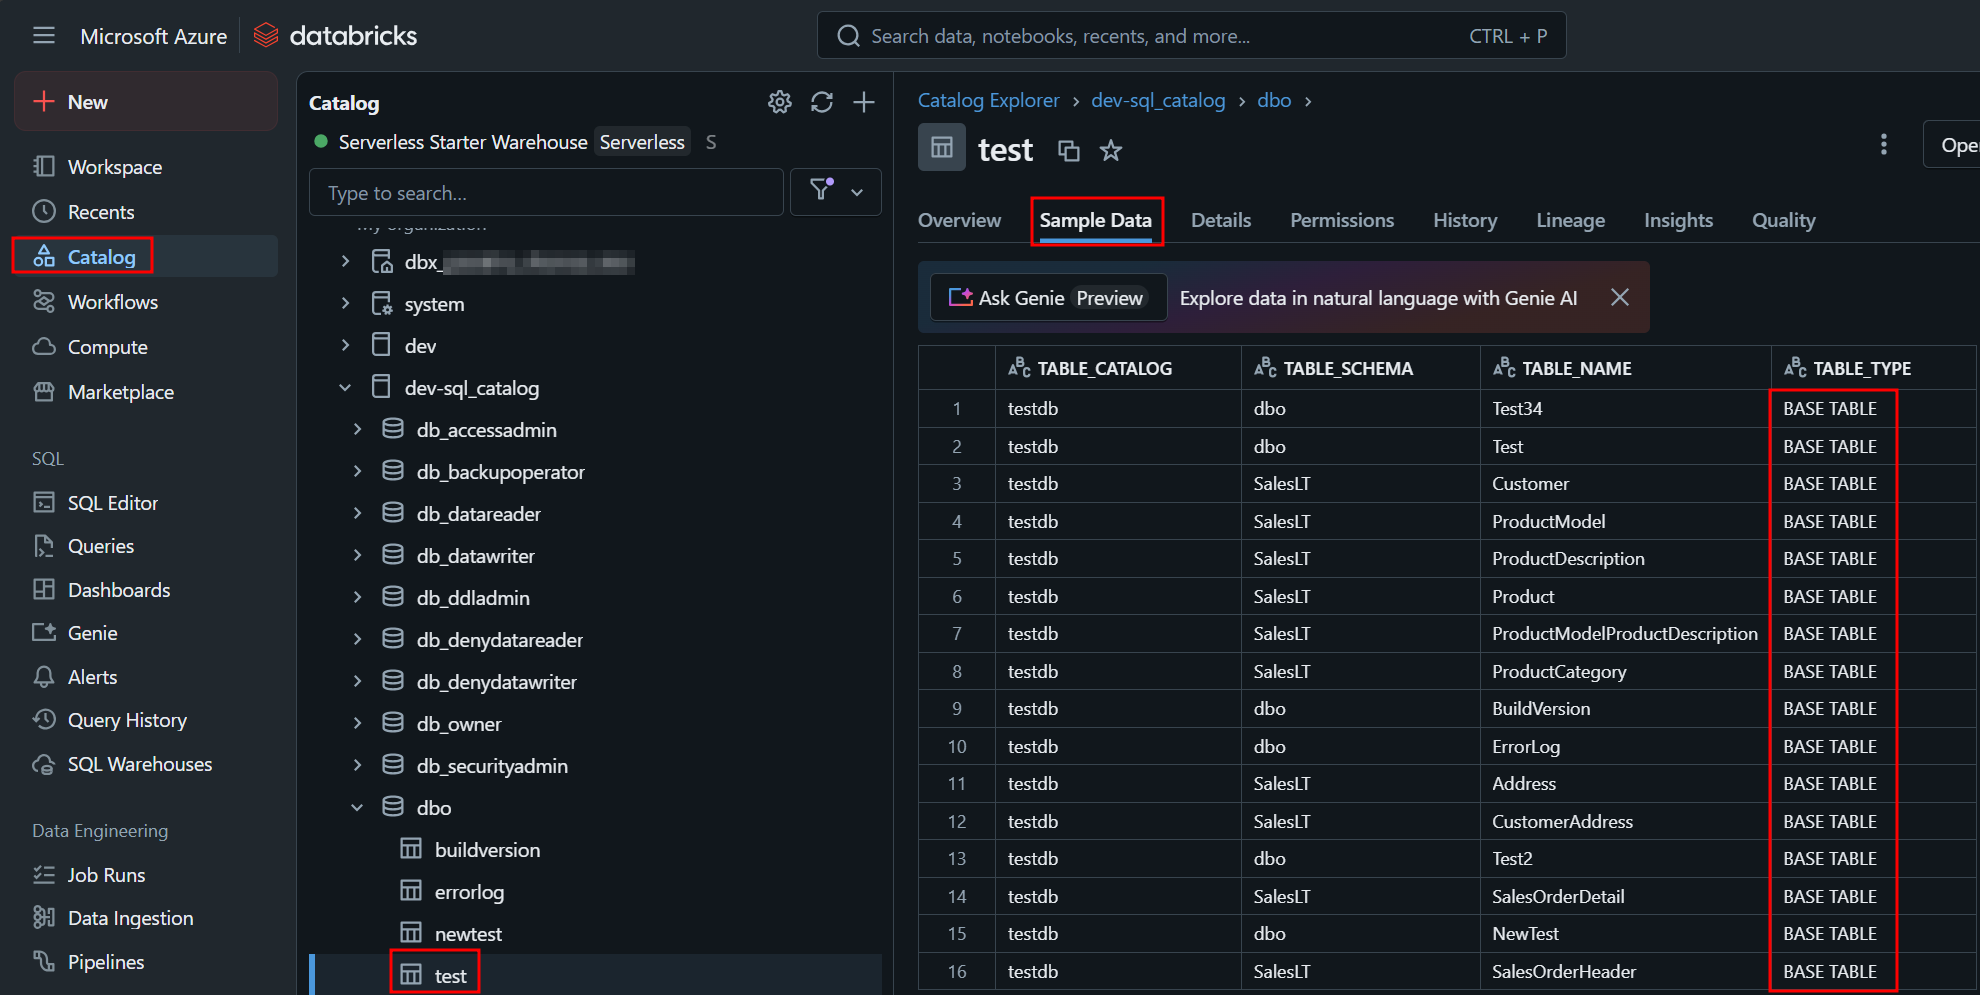 Microsoft Azure databricks
Search data, notebooks, recents, and more... CTRL + P
New
Workspace
Recents
Catalog
Workflows
Compute
Marketplace
SQL
SQL Editor
Queries
Dashboards
Genie
Alerts
Query History
SQL Warehouses
Data Engineering
Job Runs
Data Ingestion
Pipelines
Catalog
Serverless Starter Warehouse Serverless S
Type to search...
My organization
dbx_
system
dev
dev-sql_catalog
db_accessadmin
db_backupoperator
db_datareader
db_datawriter
db_ddladmin
db_denydatareader
db_denydatawriter
db_owner
db_securityadmin
dbo
buildversion
errorlog
newtest
test
Catalog Explorer › dev-sql_catalog › dbo ›
test
Overview Sample Data Details Permissions History Lineage Insights Quality
Ask Genie Preview Explore data in natural language with Genie AI
TABLE_CATALOG TABLE_SCHEMA TABLE_NAME TABLE_TYPE
1 testdb dbo Test34 BASE TABLE
2 testdb dbo Test BASE TABLE
3 testdb SalesLT Customer BASE TABLE
4 testdb SalesLT ProductModel BASE TABLE
5 testdb SalesLT ProductDescription BASE TABLE
6 testdb SalesLT Product BASE TABLE
7 testdb SalesLT ProductModelProductDescription BASE TABLE
8 testdb SalesLT ProductCategory BASE TABLE
9 testdb dbo BuildVersion BASE TABLE
10 testdb dbo ErrorLog BASE TABLE
11 testdb SalesLT Address BASE TABLE
12 testdb SalesLT CustomerAddress BASE TABLE
13 testdb dbo Test2 BASE TABLE
14 testdb SalesLT SalesOrderDetail BASE TABLE
15 testdb dbo NewTest BASE TABLE
16 testdb SalesLT SalesOrderHeader BASE TABLE